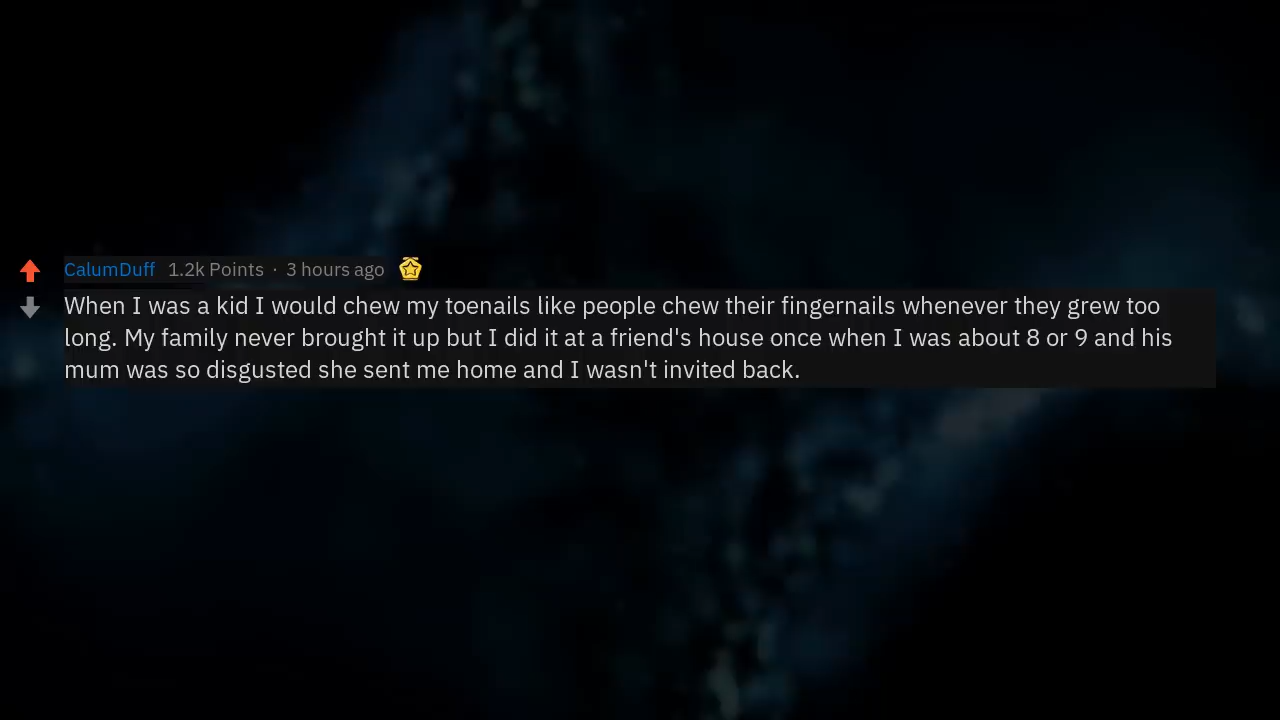 CalumDuff 1.2k Points · 3 hours ago
When I was a kid I would chew my toenails like people chew their fingernails whenever they grew too
long. My family never brought it up but I did it at a friend's house once when I was about 8 or 9 and his
mum was so disgusted she sent me home and I wasn't invited back.